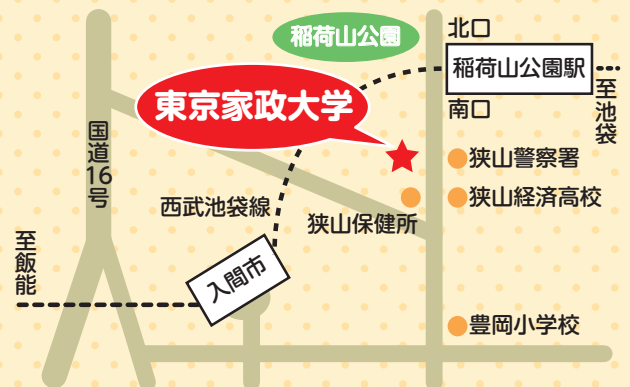 稲荷山公園
北口
稲荷山公園駅
至池袋
南口
東京家政大学
国道16号
狭山警察署
狭山経済高校
西武池袋線
狭山保健所
至飯能
入間市
豊岡小学校